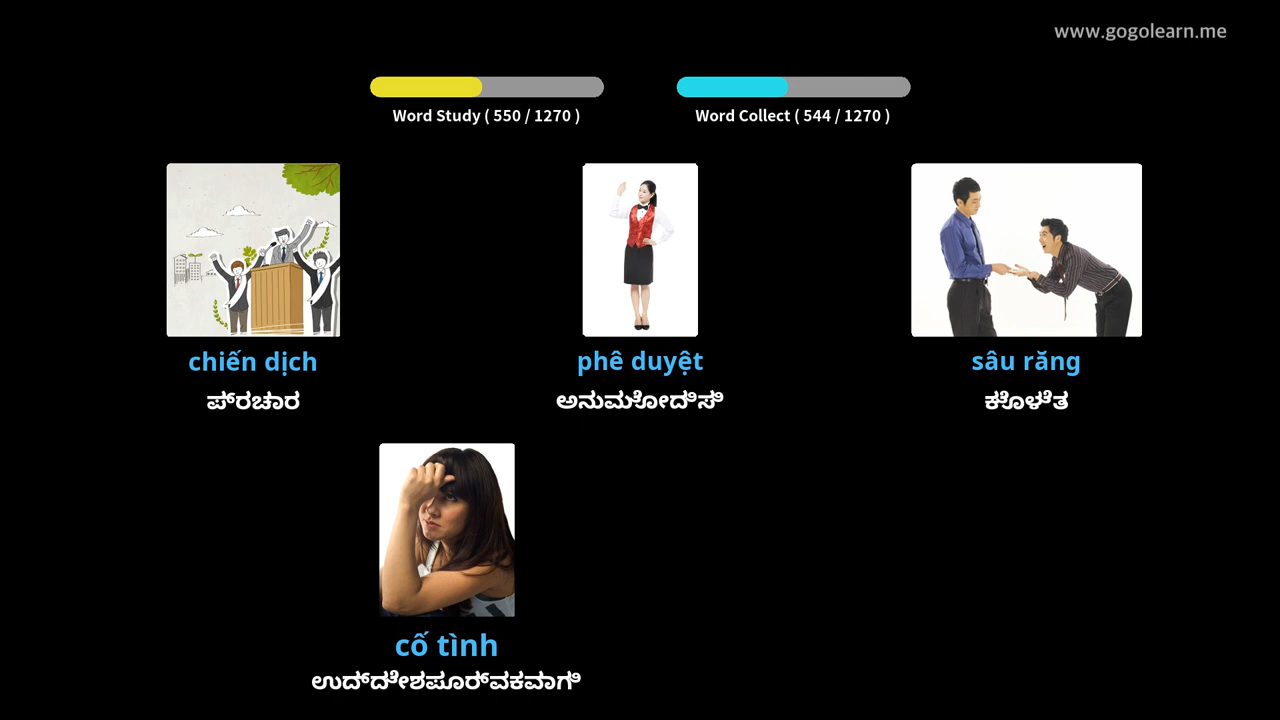 www.gogolearn.me
Word Study ( 550 / 1270 )
Word Collect ( 544 / 1270 )
chiến dịch
phê duyệt
sâu răng
ಪ್ರಚಾರ
ಅನುಮೋದಿಸಿ
ಕೊಳೆತ
cố tình
ಉದ್ದೇಶಪೂರ್ವಕವಾಗಿ